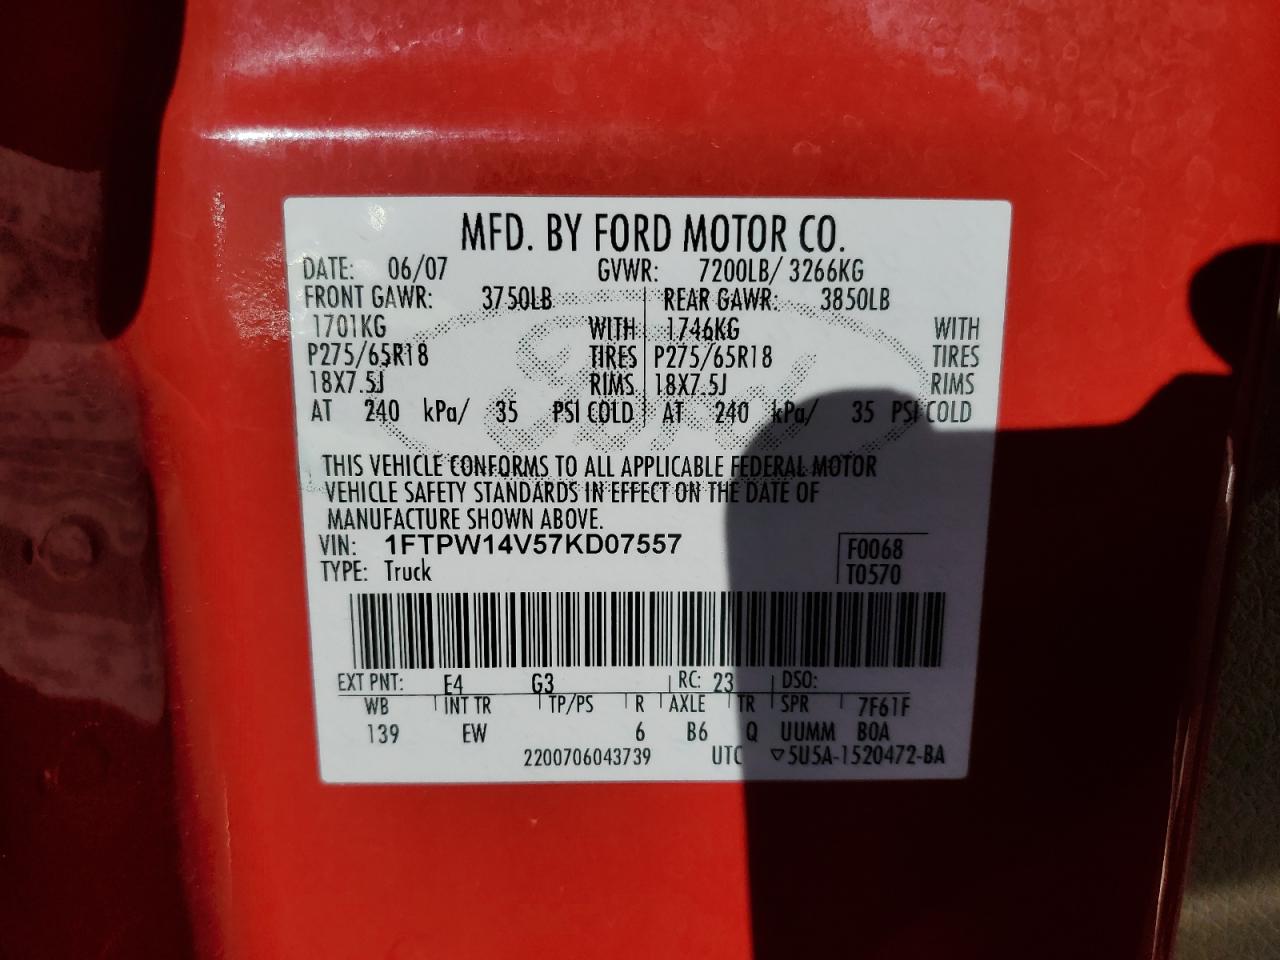 MFD. BY FORD MOTOR CO.
DATE: 06/07 GVWR: 7200LB/ 3266KG
FRONT GAWR: 3750LB REAR GAWR: 3850LB
1701KG WITH 1746KG WITH
P275/65R18 TIRES P275/65R18 TIRES
18X7.5J RIMS 18X7.5J RIMS
AT 240 kPa/ 35 PSI COLD AT 240 kPa/ 35 PSI COLD
THIS VEHICLE CONFORMS TO ALL APPLICABLE FEDERAL MOTOR
VEHICLE SAFETY STANDARDS IN EFFECT ON THE DATE OF
MANUFACTURE SHOWN ABOVE.
VIN: 1FTPW14V57KD07557 F0068
TYPE: Truck T0570
EXT PNT: E4 G3 RC: 23 DSO:
WB INT TR TP/PS R AXLE TR SPR 7F61F
139 EW 6 B6 Q UUMM BOA
2200706043739 UTC ▽5U5A-1520472-BA